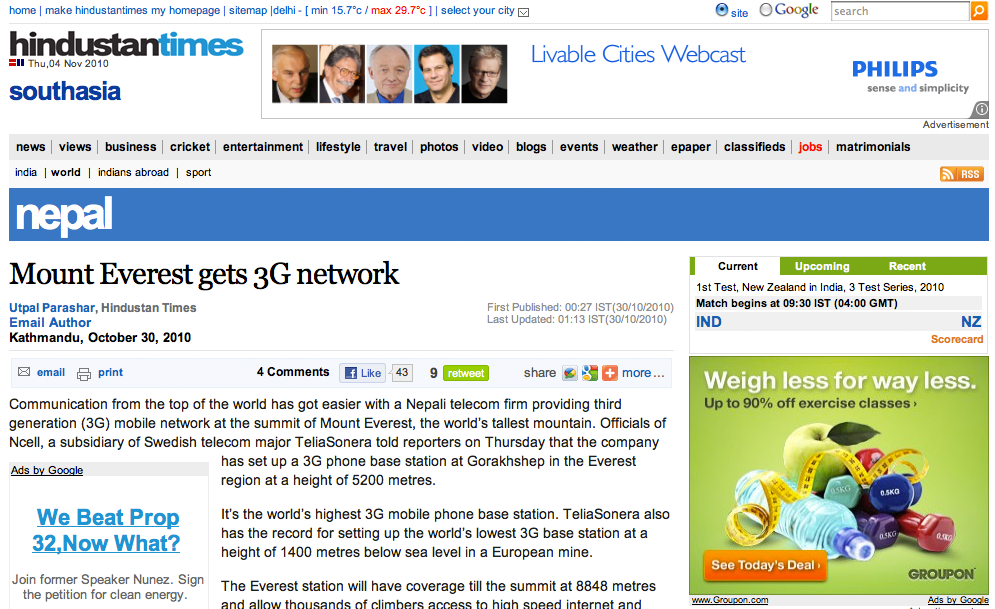 home | make hindustantimes my homepage | sitemap |delhi - [ min 15.7°c / max 29.7°c ] | select your city
site Google search
hindustantimes
Thu,04 Nov 2010
southasia
Livable Cities Webcast
PHILIPS
sense and simplicity
Advertisement
news | views | business | cricket | entertainment | lifestyle | travel | photos | video | blogs | events | weather | epaper | classifieds | jobs | matrimonials
india | world | indians abroad | sport
RSS
nepal
Mount Everest gets 3G network
Utpal Parashar, Hindustan Times
Email Author
Kathmandu, October 30, 2010
First Published: 00:27 IST(30/10/2010)
Last Updated: 01:13 IST(30/10/2010)
email print 4 Comments Like 43 9 retweet share more...
Communication from the top of the world has got easier with a Nepali telecom firm providing third
generation (3G) mobile network at the summit of Mount Everest, the world's tallest mountain. Officials of
Ncell, a subsidiary of Swedish telecom major TeliaSonera told reporters on Thursday that the company
has set up a 3G phone base station at Gorakhshep in the Everest
region at a height of 5200 metres.
It's the world's highest 3G mobile phone base station. TeliaSonera also
has the record for setting up the world's lowest 3G base station at a
height of 1400 metres below sea level in a European mine.
The Everest station will have coverage till the summit at 8848 metres
and allow thousands of climbers access to high speed internet and
Ads by Google
We Beat Prop
32,Now What?
Join former Speaker Nunez. Sign
the petition for clean energy.
Current Upcoming Recent
1st Test, New Zealand in India, 3 Test Series, 2010
Match begins at 09:30 IST (04:00 GMT)
IND NZ
Scorecard
Weigh less for way less.
Up to 90% off exercise classes ›
0.5KG
0.5KG
0.5KG
0.5KG
See Today's Deal ›
GROUPON
www.Groupon.com Ads by Google